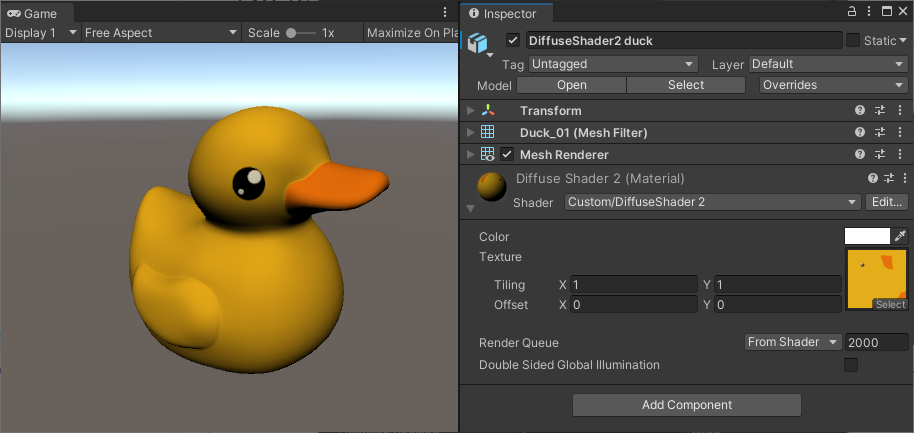 Game
Display 1 Free Aspect Scale 1x Maximize On Pla
Inspector
DiffuseShader2 duck Static
Tag Untagged Layer Default
Model Open Select Overrides
Transform
Duck_01 (Mesh Filter)
Mesh Renderer
Diffuse Shader 2 (Material)
Shader Custom/DiffuseShader 2 Edit...
Color
Texture
Tiling X 1 Y 1
Offset X 0 Y 0
Select
Render Queue From Shader 2000
Double Sided Global Illumination
Add Component